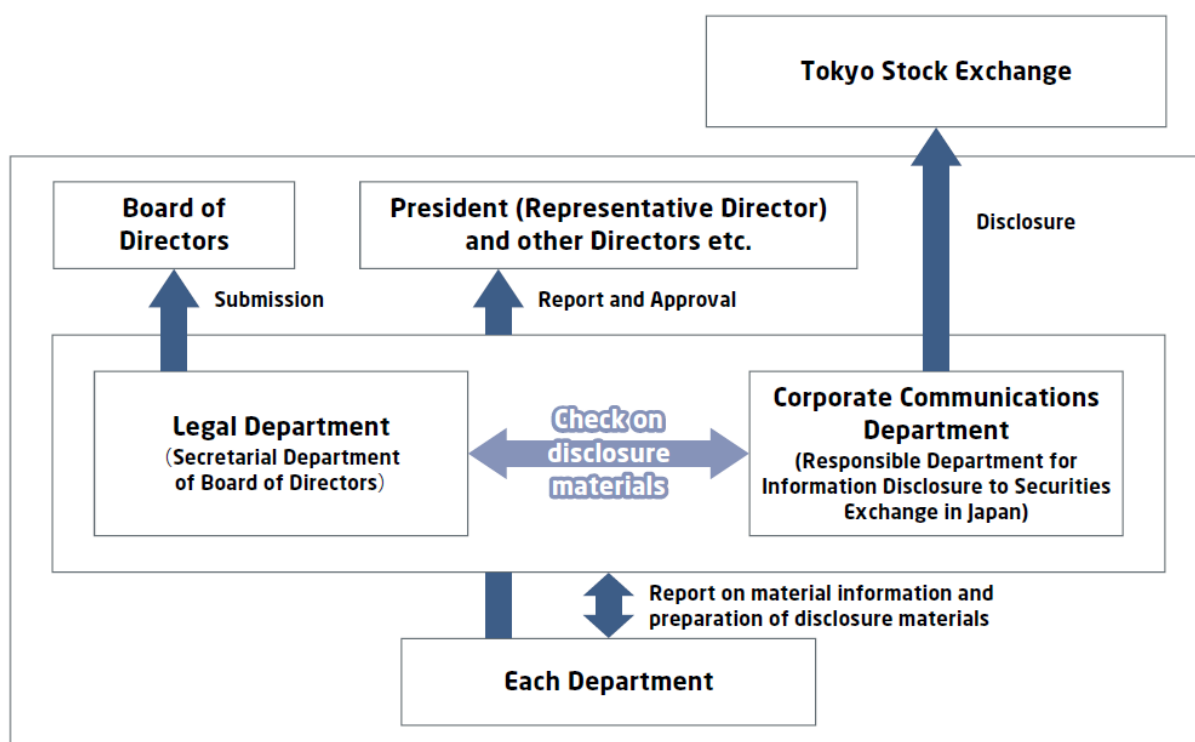 Tokyo Stock Exchange
Board of
Directors
President (Representative Director)
and other Directors etc.
Disclosure
Submission
Report and Approval
Legal Department
（Secretarial Department
of Board of Directors）
Check on
disclosure
materials
Corporate Communications
Department
(Responsible Department for
Information Disclosure to Securities
Exchange in Japan)
Report on material information and
preparation of disclosure materials
Each Department